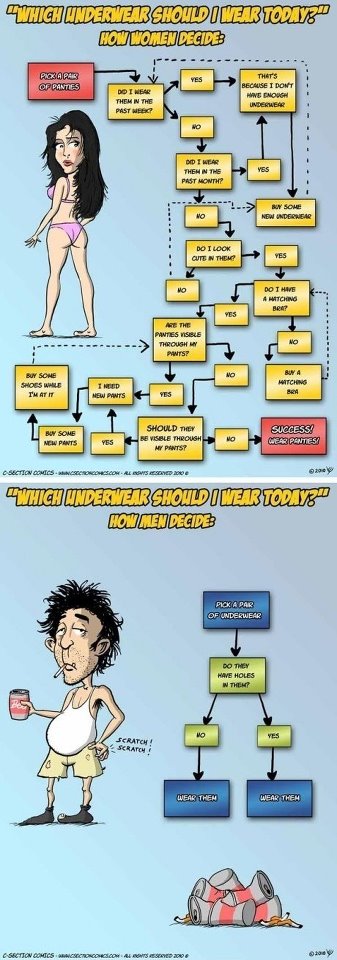 "WHICH UNDERWEAR SHOULD I WEAR TODAY?"
HOW WOMEN DECIDE:
PICK A PAIR
OF PANTIES
DID I WEAR
THEM IN THE
PAST WEEK?
YES
THAT'S
BECAUSE I DON'T
HAVE ENOUGH
UNDERWEAR
NO
DID I WEAR
THEM IN THE
PAST MONTH?
YES
NO
BUY SOME
NEW UNDERWEAR
DO I LOOK
CUTE IN THEM?
YES
NO
DO I HAVE
A MATCHING
BRA?
YES
ARE THE
PANTIES VISIBLE
THROUGH MY
PANTS?
NO
BUY A
MATCHING
BRA
NO
YES
I NEED
NEW PANTS
BUY SOME
SHOES WHILE
I'M AT IT
BUY SOME
NEW PANTS
YES
SHOULD THEY
BE VISIBLE THROUGH
MY PANTS?
NO
SUCCESS!
WEAR PANTIES!
C-SECTION COMICS - WWW.CSECTIONCOMICS.COM - ALL RIGHTS RESERVED 2010 ©
© 2010
"WHICH UNDERWEAR SHOULD I WEAR TODAY?"
HOW MEN DECIDE:
PICK A PAIR
OF UNDERWEAR
DO THEY
HAVE HOLES
IN THEM?
NO
YES
WEAR THEM
WEAR THEM
SCRATCH!
SCRATCH!
C-SECTION COMICS - WWW.CSECTIONCOMICS.COM - ALL RIGHTS RESERVED 2010 ©
© 2010